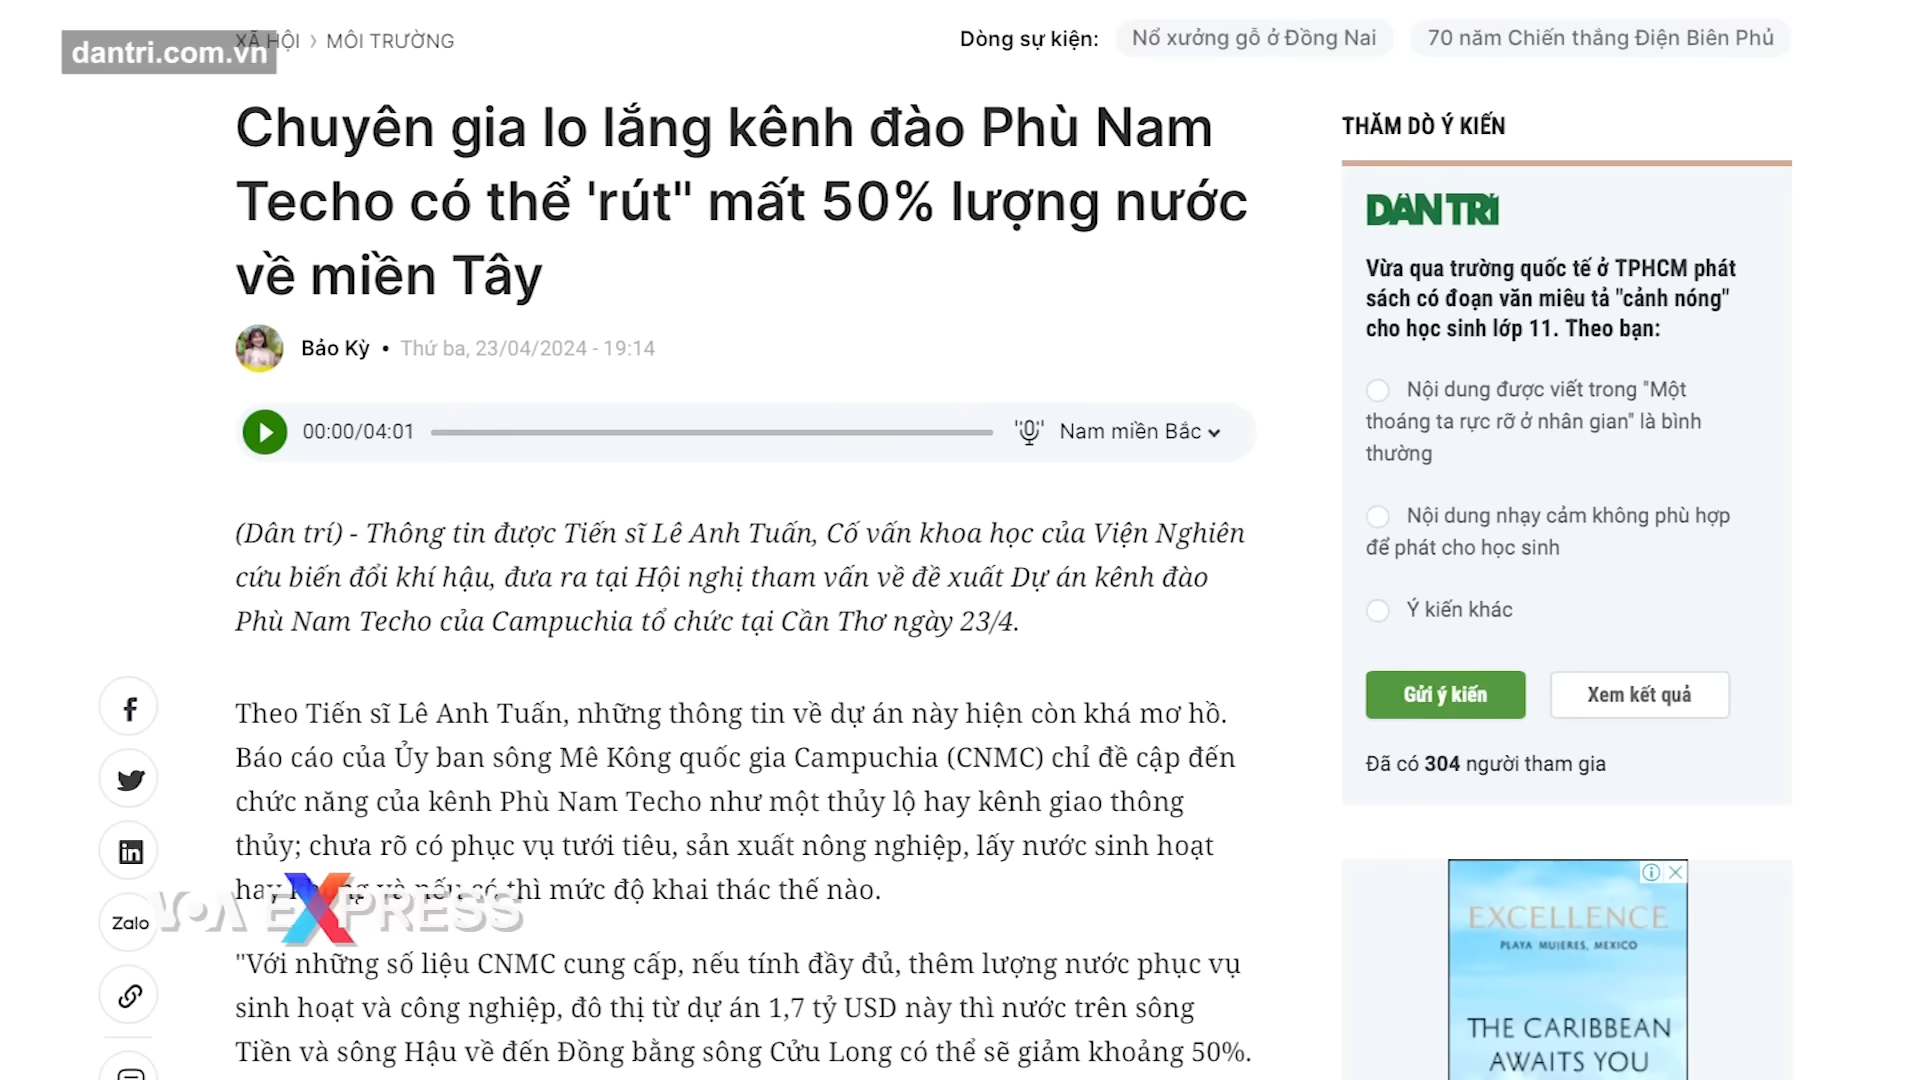 dantri.com.vn
XÃ HỘI › MÔI TRƯỜNG
Dòng sự kiện: Nổ xưởng gỗ ở Đồng Nai 70 năm Chiến thắng Điện Biên Phủ
Chuyên gia lo lắng kênh đào Phù Nam
Techo có thể 'rút" mất 50% lượng nước
về miền Tây
Bảo Kỳ • Thứ ba, 23/04/2024 - 19:14
00:00/04:01 Nam miền Bắc
(Dân trí) - Thông tin được Tiến sĩ Lê Anh Tuấn, Cố vấn khoa học của Viện Nghiên
cứu biến đổi khí hậu, đưa ra tại Hội nghị tham vấn về đề xuất Dự án kênh đào
Phù Nam Techo của Campuchia tổ chức tại Cần Thơ ngày 23/4.
Theo Tiến sĩ Lê Anh Tuấn, những thông tin về dự án này hiện còn khá mơ hồ.
Báo cáo của Ủy ban sông Mê Kông quốc gia Campuchia (CNMC) chỉ đề cập đến
chức năng của kênh Phù Nam Techo như một thủy lộ hay kênh giao thông
thủy; chưa rõ có phục vụ tưới tiêu, sản xuất nông nghiệp, lấy nước sinh hoạt
hay không và nếu có thì mức độ khai thác thế nào.
Zalo
VOA EXPRESS
"Với những số liệu CNMC cung cấp, nếu tính đầy đủ, thêm lượng nước phục vụ
sinh hoạt và công nghiệp, đô thị từ dự án 1,7 tỷ USD này thì nước trên sông
Tiền và sông Hậu về đến Đồng bằng sông Cửu Long có thể sẽ giảm khoảng 50%.
THĂM DÒ Ý KIẾN
DÂN TRÍ
Vừa qua trường quốc tế ở TPHCM phát
sách có đoạn văn miêu tả "cảnh nóng"
cho học sinh lớp 11. Theo bạn:
Nội dung được viết trong "Một
thoáng ta rực rỡ ở nhân gian" là bình
thường
Nội dung nhạy cảm không phù hợp
để phát cho học sinh
Ý kiến khác
Gửi ý kiến Xem kết quả
Đã có 304 người tham gia
EXCELLENCE
PLAYA MUJERES, MEXICO
THE CARIBBEAN
AWAITS YOU